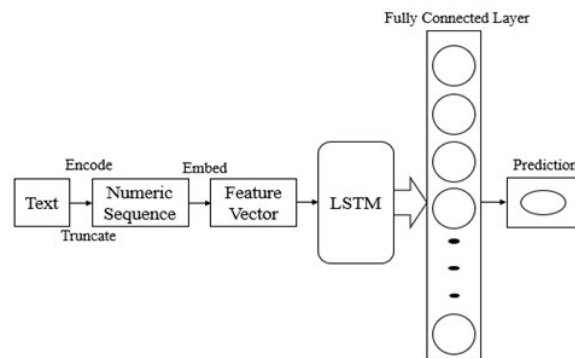 Fully Connected Layer
Encode
Embed
Prediction
Text
Numeric
Sequence
Feature
Vector
LSTM
Truncate